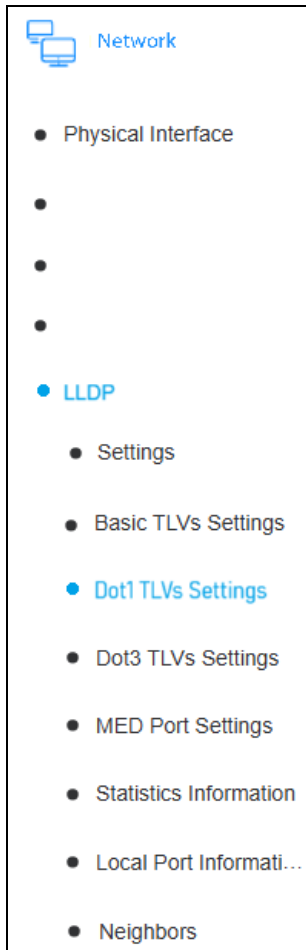 Network
Physical Interface
LLDP
Settings
Basic TLVs Settings
Dot1 TLVs Settings
Dot3 TLVs Settings
MED Port Settings
Statistics Information
Local Port Informati...
Neighbors